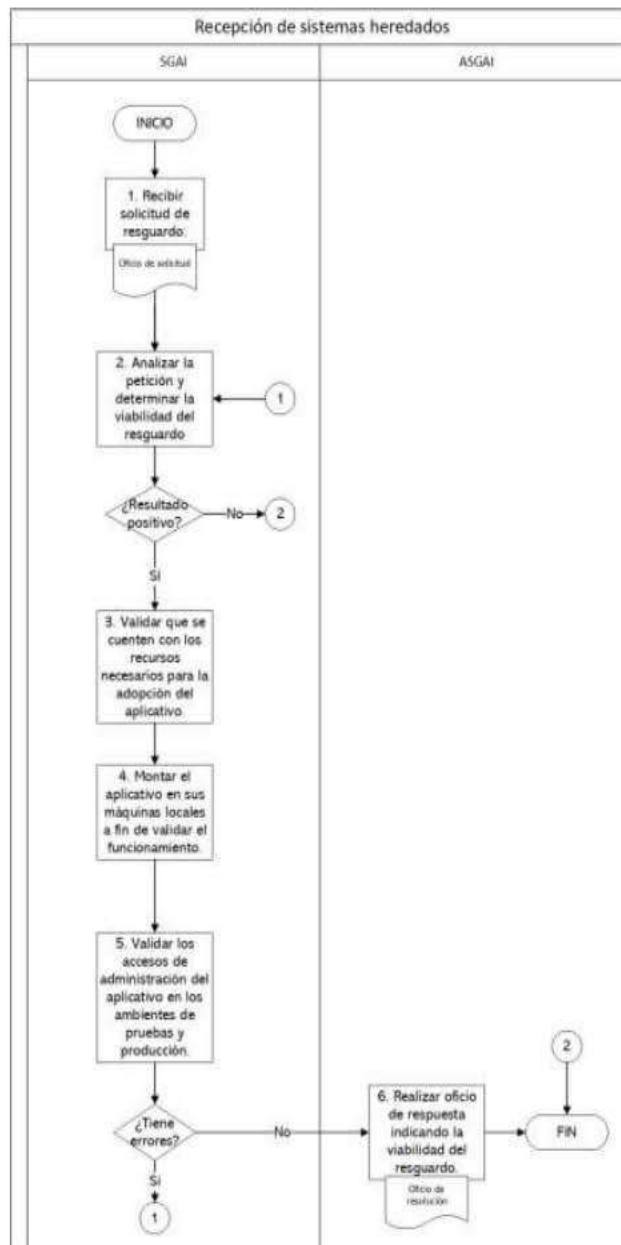 Recepción de sistemas heredados
SGAI
ASGAI
INICIO
1. Recibir
solicitud de
resguardo.
Oficio de solicitud
2. Analizar la
petición y
determinar la
viabilidad del
resguardo
1
¿Resultado
positivo?
No
2
Sí
3. Validar que se
cuenten con los
recursos
necesarios para la
adopción del
aplicativo.
4. Montar el
aplicativo en sus
máquinas locales
a fin de validar el
funcionamiento.
5. Validar los
accesos de
administración del
aplicativo en los
ambientes de
pruebas y
producción.
¿Tiene
errores?
No
Sí
1
6. Realizar oficio
de respuesta
indicando la
viabilidad del
resguardo.
Oficio de
resolución
2
FIN